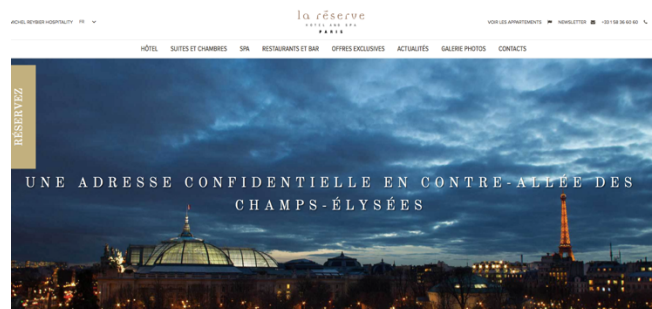 MICHEL REYBIER HOSPITALITY FR
la réserve
HOTEL AND SPA
PARIS
VOIR LES APPARTEMENTS NEWSLETTER +33 1 58 36 60 60
HÔTEL SUITES ET CHAMBRES SPA RESTAURANTS ET BAR OFFRES EXCLUSIVES ACTUALITÉS GALERIE PHOTOS CONTACTS
RÉSERVEZ
UNE ADRESSE CONFIDENTIELLE EN CONTRE-ALLÉE DES
CHAMPS-ÉLYSÉES